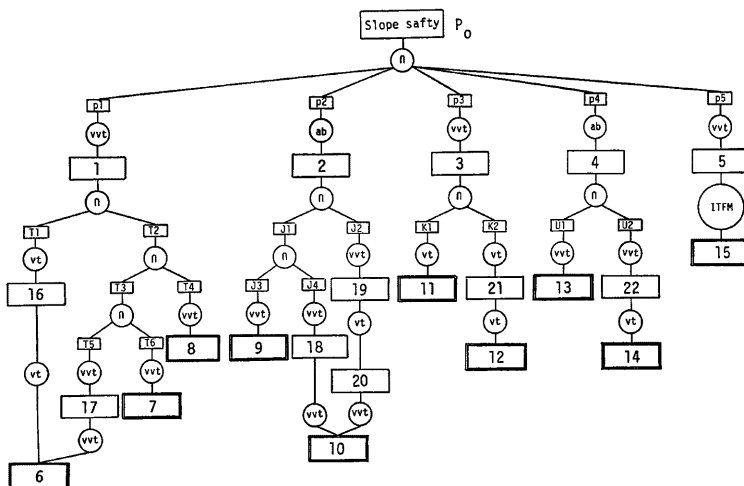 Slope safty P₀
∩
p1 p2 p3 p4 p5
vvt ab vvt ab vvt
1 2 3 4 5
∩ ∩ ∩ ∩ ITFM
T1 T2 J1 J2 K1 K2 U1 U2 15
vt ∩ ∩ vvt vt vvt vvt vvt
16 T3 T4 J3 J4 19 11 21 13 22
∩ vvt vvt vvt vt vt vt
T5 T6 8 9 18 12 14
vt vvt vvt 20
17 7 vvt vvt
vvt 10
6